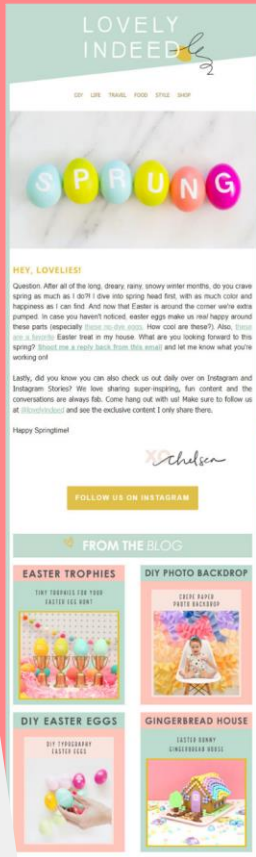 LOVELY
INDEED
DIY LIFE TRAVEL FOOD STYLE SHOP
SPRUNG
HEY, LOVELIES!
Question. After all of the long, dreary, rainy, snowy winter months, do you crave
spring as much as I do?! I dive into spring head first, with as much color and
happiness as I can find. And now that Easter is around the corner we're extra
pumped. In case you haven't noticed, easter eggs make us real happy around
these parts (especially these no-dye eggs. How cool are these?). Also, these
are a favorite Easter treat in my house. What are you looking forward to this
spring? Shoot me a reply back from this email and let me know what you're
working on!
Lastly, did you know you can also check us out daily over on Instagram and
Instagram Stories? We love sharing super-inspiring, fun content and the
conversations are always fab. Come hang out with us! Make sure to follow us
at @lovelyindeed and see the exclusive content I only share there.
Happy Springtime!
XO
chelsea
FOLLOW US ON INSTAGRAM
FROM THE BLOG
EASTER TROPHIES
TINY TROPHIES FOR YOUR
EASTER EGG HUNT
DIY PHOTO BACKDROP
CREPE PAPER
PHOTO BACKDROP
DIY EASTER EGGS
DIY TYPOGRAPHY
EASTER EGGS
GINGERBREAD HOUSE
EASTER BUNNY
GINGERBREAD HOUSE